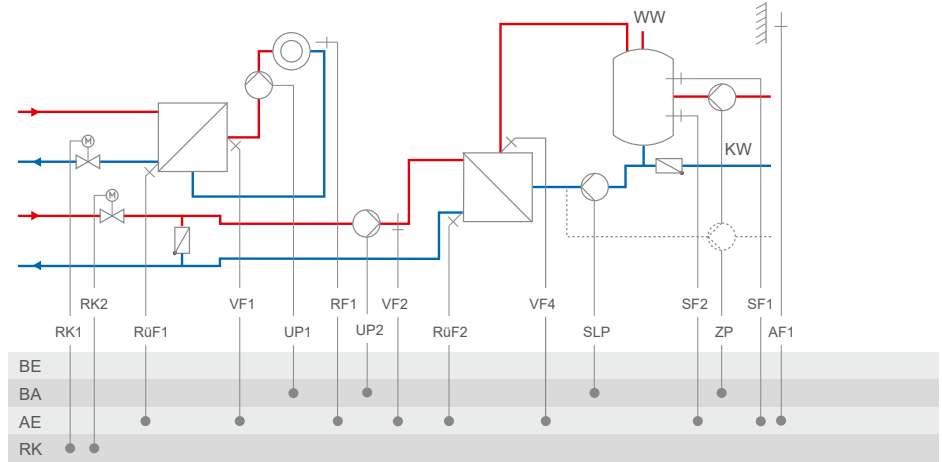 WW
M
KW
M
RK2 VF1 RF1 VF2 VF4 SF2 SF1
RK1 RüF1 UP1 UP2 RüF2 SLP ZP AF1
BE
BA
AE
RK